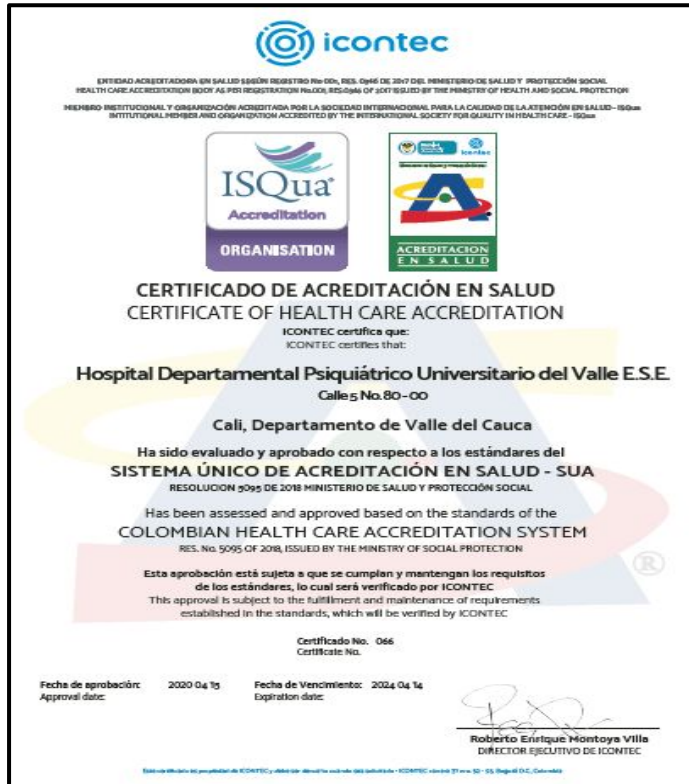 icontec
ENTIDAD ACREDITADORA EN SALUD SEGÚN REGISTRO No 001, RES. 0946 DE 2017 DEL MINISTERIO DE SALUD Y PROTECCIÓN SOCIAL
HEALTH CARE ACCREDITATION BODY AS PER REGISTRATION No.001, RES.0946 of 2017 ISSUED BY THE MINISTRY OF HEALTH AND SOCIAL PROTECTION
MIEMBRO INSTITUCIONAL Y ORGANIZACIÓN ACREDITADA POR LA SOCIEDAD INTERNACIONAL PARA LA CALIDAD DE LA ATENCIÓN EN SALUD - ISQua
INTITUTIONAL MEMBER AND ORGANIZATION ACCREDITED BY THE INTERNATIONAL SOCIETY FOR QUALITY IN HEALTH CARE - ISQua
ISQua
Accreditation
ORGANISATION
icontec
ACREDITACION
EN SALUD
CERTIFICADO DE ACREDITACIÓN EN SALUD
CERTIFICATE OF HEALTH CARE ACCREDITATION
ICONTEC certifica que:
ICONTEC certifies that:
Hospital Departamental Psiquiátrico Universitario del Valle E.S.E.
Calle 5 No. 80 - 00
Cali, Departamento de Valle del Cauca
Ha sido evaluado y aprobado con respecto a los estándares del
SISTEMA ÚNICO DE ACREDITACIÓN EN SALUD - SUA
RESOLUCION 5095 DE 2018 MINISTERIO DE SALUD Y PROTECCIÓN SOCIAL
Has been assessed and approved based on the standards of the
COLOMBIAN HEALTH CARE ACCREDITATION SYSTEM
RES. No. 5095 OF 2018, ISSUED BY THE MINISTRY OF SOCIAL PROTECTION
®
Esta aprobación está sujeta a que se cumplan y mantengan los requisitos
de los estándares, lo cual será verificado por ICONTEC
This approval is subject to the fulfillment and maintenance of requirements
established in the standards, which will be verified by ICONTEC
Certificado No. 066
Certificate No.
Fecha de aprobación: 2020 04 15 Fecha de Vencimiento: 2024 04 14
Approval date: Expiration date:
Roberto Enrique Montoya Villa
DIRECTOR EJECUTIVO DE ICONTEC